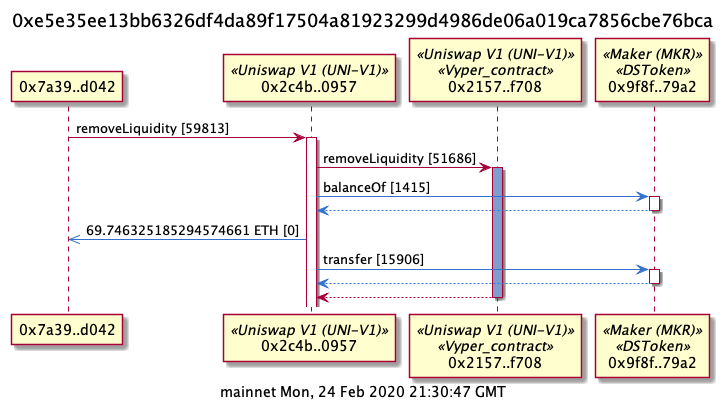 0xe5e35ee13bb6326df4da89f17504a81923299d4986de06a019ca7856cbe76bca
0x7a39..d042
«Uniswap V1 (UNI-V1)»
0x2c4b..0957
«Uniswap V1 (UNI-V1)»
«Vyper_contract»
0x2157..f708
«Maker (MKR)»
«DSToken»
0x9f8f..79a2
removeLiquidity [59813]
removeLiquidity [51686]
balanceOf [1415]
69.746325185294574661 ETH [0]
transfer [15906]
0x7a39..d042
«Uniswap V1 (UNI-V1)»
0x2c4b..0957
«Uniswap V1 (UNI-V1)»
«Vyper_contract»
0x2157..f708
«Maker (MKR)»
«DSToken»
0x9f8f..79a2
mainnet Mon, 24 Feb 2020 21:30:47 GMT